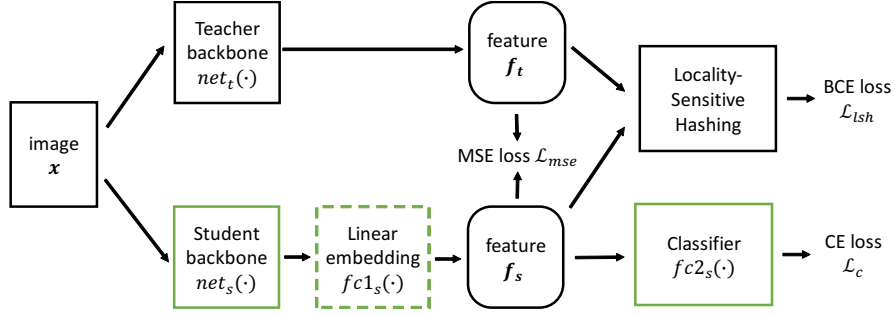 Teacher
backbone
net_t(·)
feature
f_t
Locality-
Sensitive
Hashing
BCE loss
ℒ_lsh
image
x
MSE loss ℒ_mse
Student
backbone
net_s(·)
Linear
embedding
fc1_s(·)
feature
f_s
Classifier
fc2_s(·)
CE loss
ℒ_c